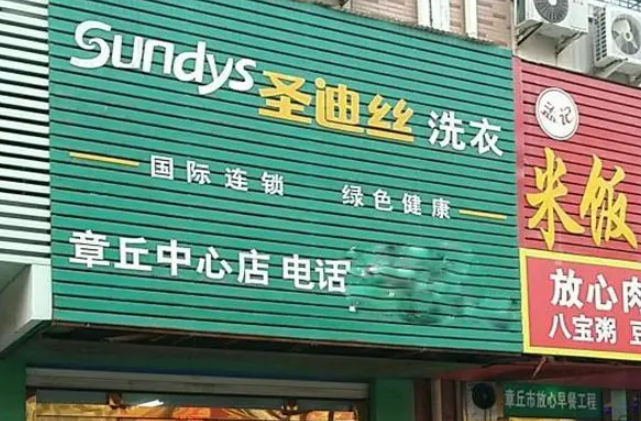 Sundys 圣迪丝 洗衣
国际连锁 绿色健康
章丘中心店 电话
米饭
放心肉
八宝粥
章丘市放心早餐工程